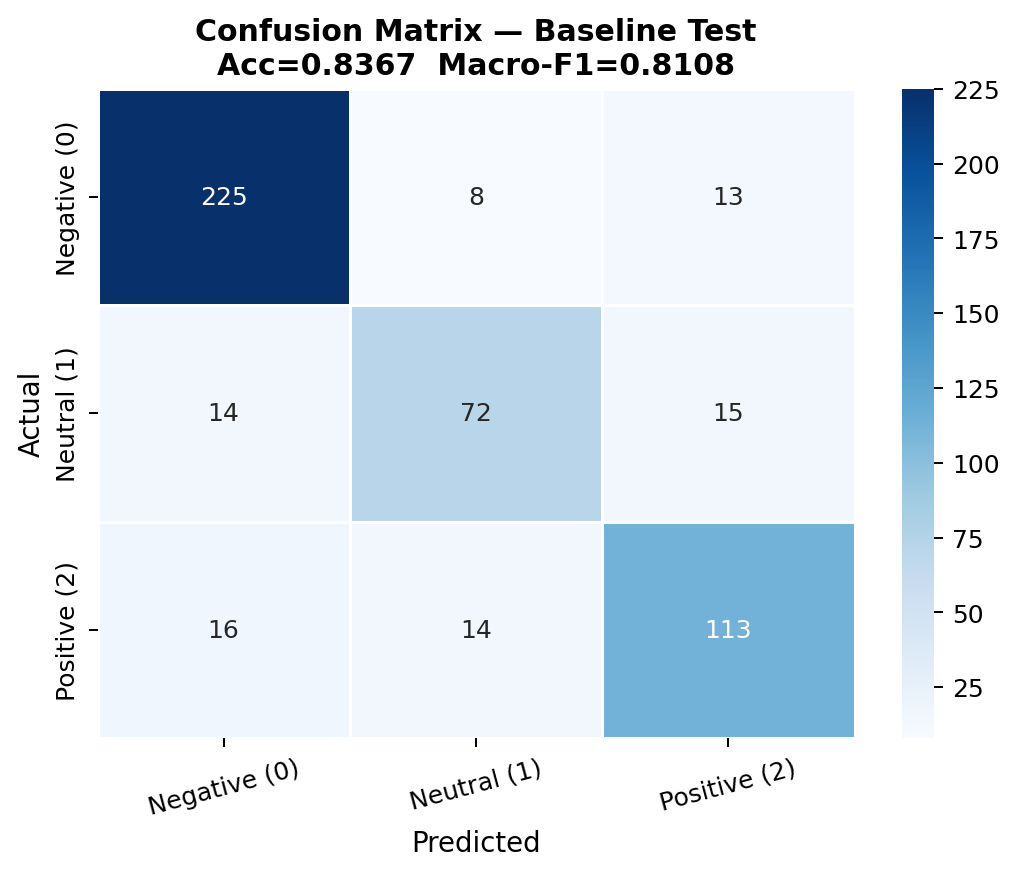 Confusion Matrix — Baseline Test
Acc=0.8367  Macro-F1=0.8108
Actual
Negative (0)
225
8
13
Neutral (1)
14
72
15
Positive (2)
16
14
113
Negative (0)
Neutral (1)
Positive (2)
Predicted
225
200
175
150
125
100
75
50
25